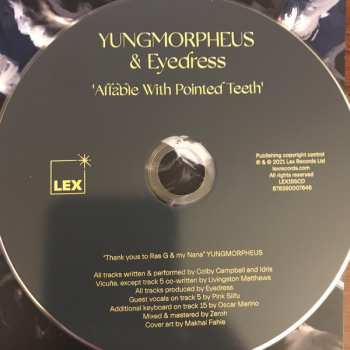 YUNGMORPHEUS
& Eyedress
'Affable With Pointed Teeth'
LEX
Publishing copyright control
℗ & © 2021 Lex Records Ltd
lexrecords.com
All rights reserved
LEX155CD
878390007646
"Thank yous to Ras G & my Nana" YUNGMORPHEUS
All tracks written & performed by Colby Campbell and Idris
Vicuña, except track 5 co-written by Livingston Matthews
All tracks produced by Eyedress
Guest vocals on track 5 by Pink Siifu
Additional keyboard on track 15 by Oscar Merino
Mixed & mastered by Zeroh
Cover art by Makhai Fahie